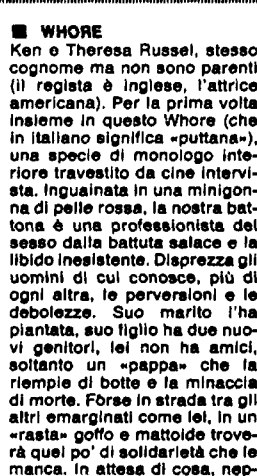 ■ WHORE
Ken e Theresa Russel, stesso
cognome ma non sono parenti
(il regista è inglese, l'attrice
americana). Per la prima volta
insieme in questo Whore (che
in italiano significa «puttana»),
una specie di monologo inte-
riore travestito da cine intervi-
sta. Inguainata in una minigon-
na di pelle rossa, la nostra bat-
tona è una professionista del
sesso dalla battuta salace e la
libido inesistente. Disprezza gli
uomini di cui conosce, più di
ogni altra, le perversioni e le
debolezze. Suo marito l'ha
piantata, suo figlio ha due nuo-
vi genitori, lei non ha amici,
soltanto un «pappa» che la
riempie di botte e la minaccia
di morte. Forse in strada tra gli
altri emarginati come lei, in un
«rasta» goffo e mattoide trove-
rà quel po' di solidarietà che le
manca. In attesa di cosa, nep-